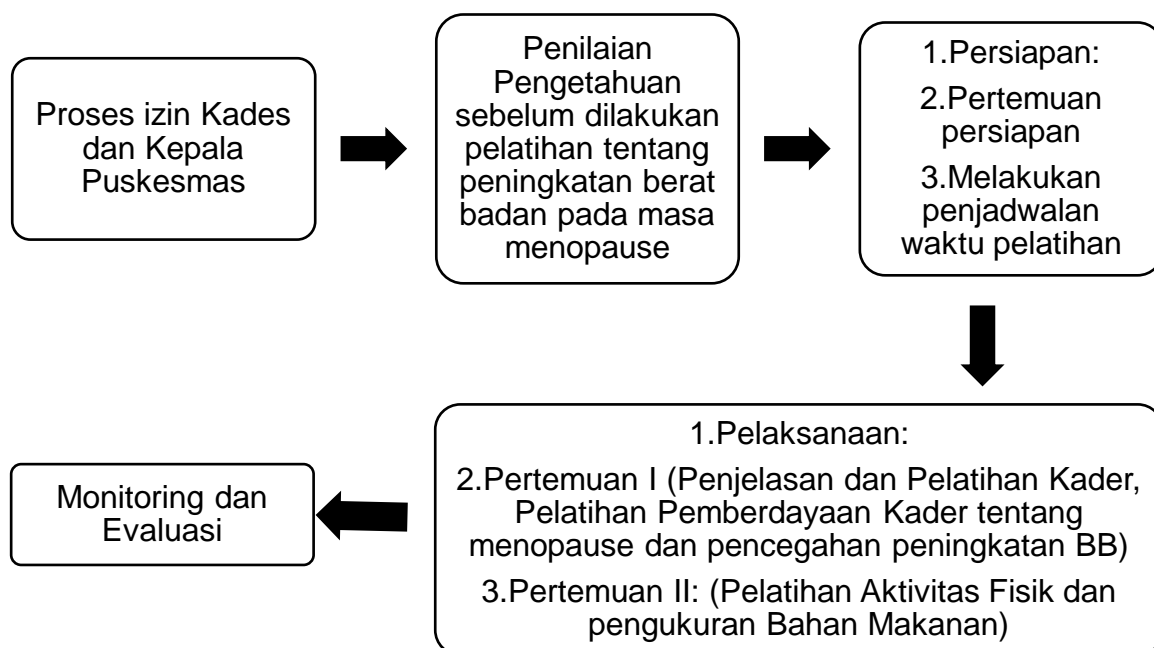 Proses izin Kades
dan Kepala
Puskesmas
Penilaian
Pengetahuan
sebelum dilakukan
pelatihan tentang
peningkatan berat
badan pada masa
menopause
1.Persiapan:
2.Pertemuan
persiapan
3.Melakukan
penjadwalan
waktu pelatihan
1.Pelaksanaan:
2.Pertemuan I (Penjelasan dan Pelatihan Kader,
Pelatihan Pemberdayaan Kader tentang
menopause dan pencegahan peningkatan BB)
3.Pertemuan II: (Pelatihan Aktivitas Fisik dan
pengukuran Bahan Makanan)
Monitoring dan
Evaluasi